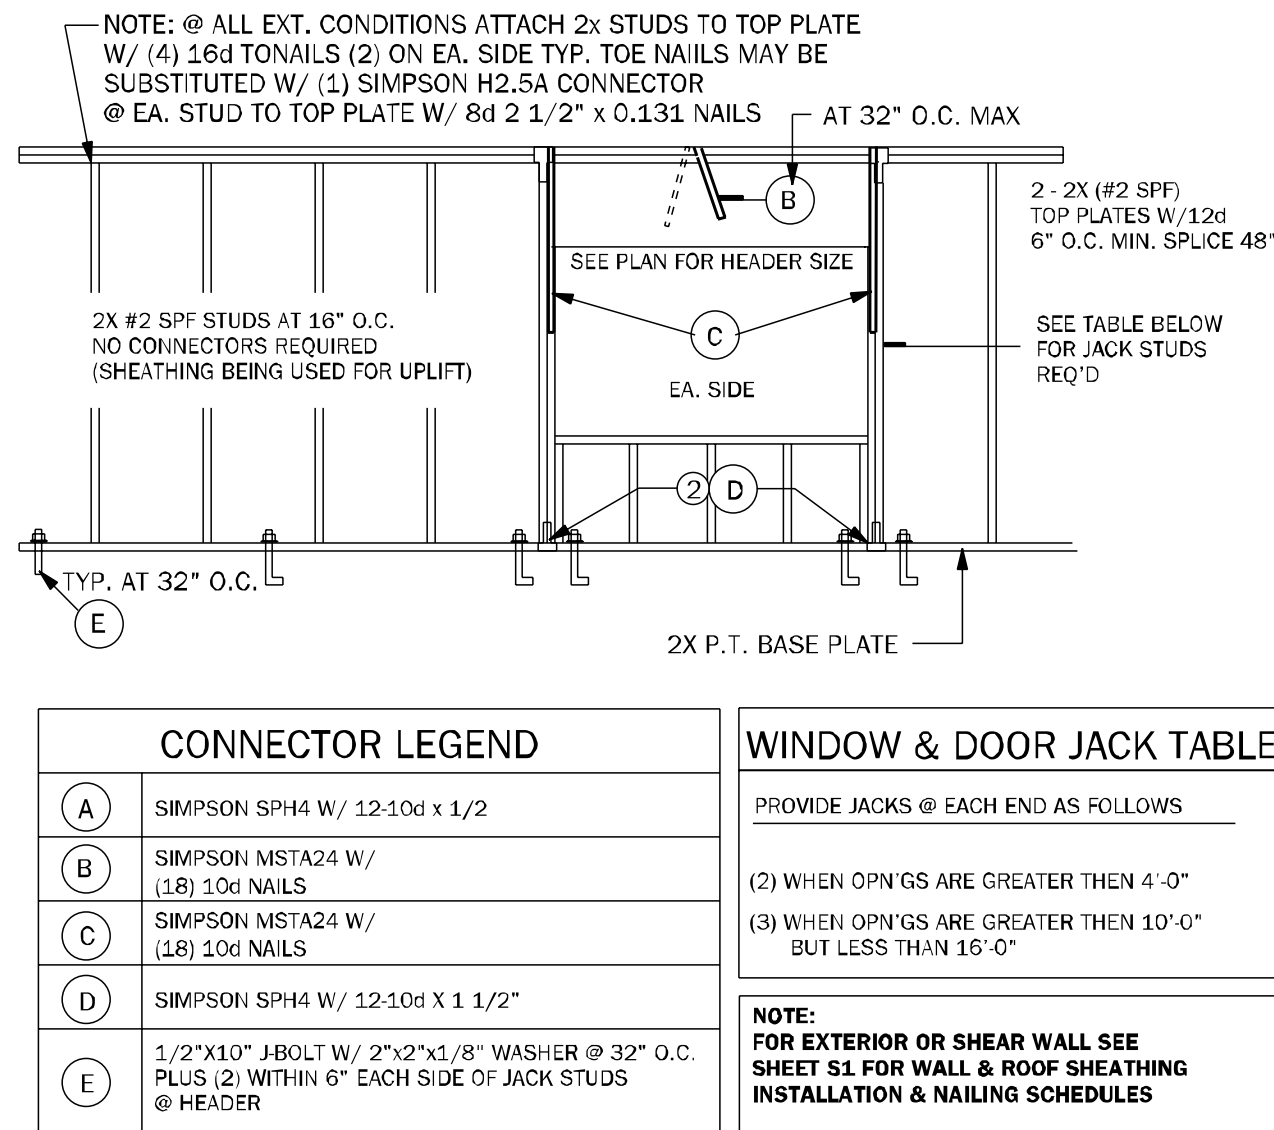 NOTE: @ ALL EXT. CONDITIONS ATTACH 2x STUDS TO TOP PLATE
W/ (4) 16d TONAILS (2) ON EA. SIDE TYP. TOE NAIILS MAY BE
SUBSTITUTED W/ (1) SIMPSON H2.5A CONNECTOR
@ EA. STUD TO TOP PLATE W/ 8d 2 1/2" x 0.131 NAILS
AT 32" O.C. MAX
B
2 - 2X (#2 SPF)
TOP PLATES W/12d
6" O.C. MIN. SPLICE 48"
SEE PLAN FOR HEADER SIZE
2X #2 SPF STUDS AT 16" O.C.
NO CONNECTORS REQUIRED
(SHEATHING BEING USED FOR UPLIFT)
C
EA. SIDE
SEE TABLE BELOW
FOR JACK STUDS
REQ'D
2 D
TYP. AT 32" O.C.
E
2X P.T. BASE PLATE
CONNECTOR LEGEND
A SIMPSON SPH4 W/ 12-10d x 1/2
B SIMPSON MSTA24 W/
(18) 10d NAILS
C SIMPSON MSTA24 W/
(18) 10d NAILS
D SIMPSON SPH4 W/ 12-10d X 1 1/2"
E 1/2"X10" J-BOLT W/ 2"x2"x1/8" WASHER @ 32" O.C.
PLUS (2) WITHIN 6" EACH SIDE OF JACK STUDS
@ HEADER
WINDOW & DOOR JACK TABLE
PROVIDE JACKS @ EACH END AS FOLLOWS
(2) WHEN OPN'GS ARE GREATER THEN 4'-0"
(3) WHEN OPN'GS ARE GREATER THEN 10'-0"
BUT LESS THAN 16'-0"
NOTE:
FOR EXTERIOR OR SHEAR WALL SEE
SHEET S1 FOR WALL & ROOF SHEATHING
INSTALLATION & NAILING SCHEDULES